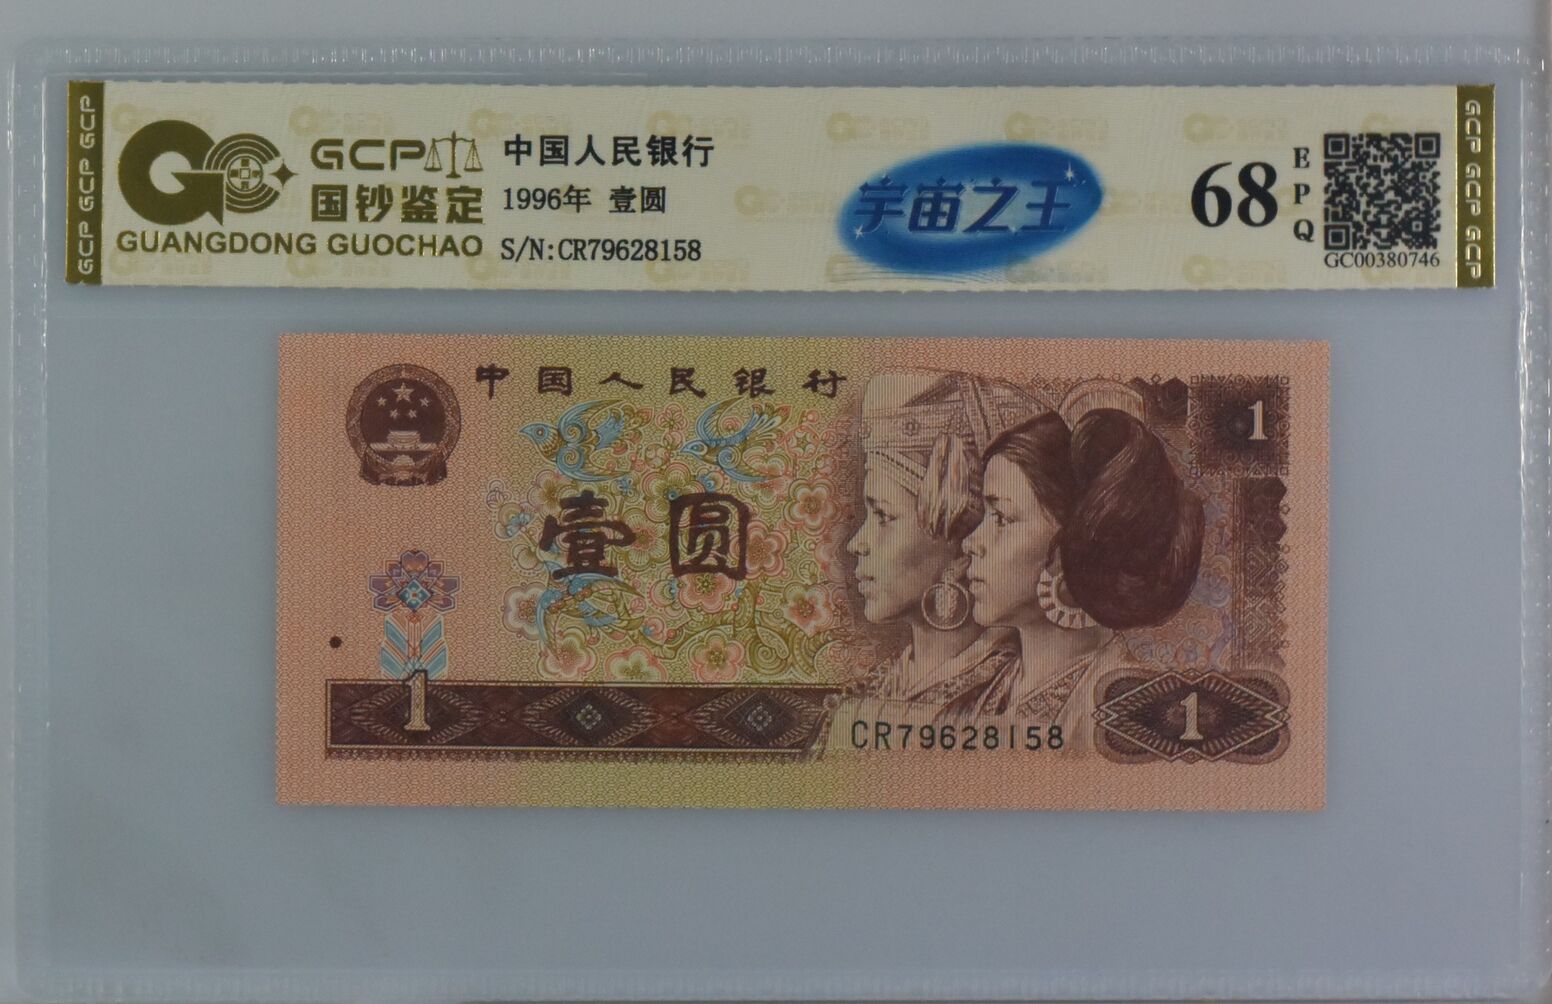 GCP GCP GCP
GCP
国钞鉴定
GUANGDONG GUOCHAO
中国人民银行
1996年 壹圆
S/N:CR79628158
宇宙之王
68
EPQ
GC00380746
GCP GCP GCP
中国人民银行
1
壹圆
1
CR79628158
1